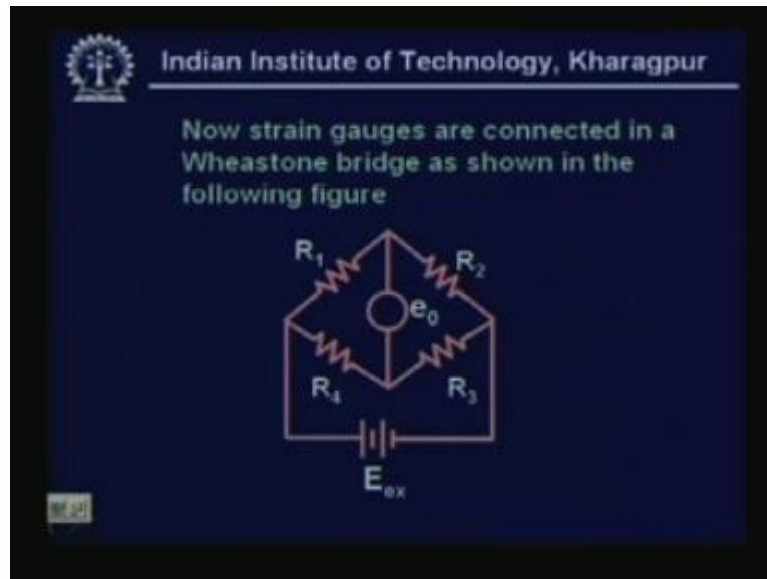 Indian Institute of Technology, Kharagpur
Now strain gauges are connected in a
Wheastone bridge as shown in the
following figure
R₁
R₂
e₀
R₄
R₃
Eₑₓ